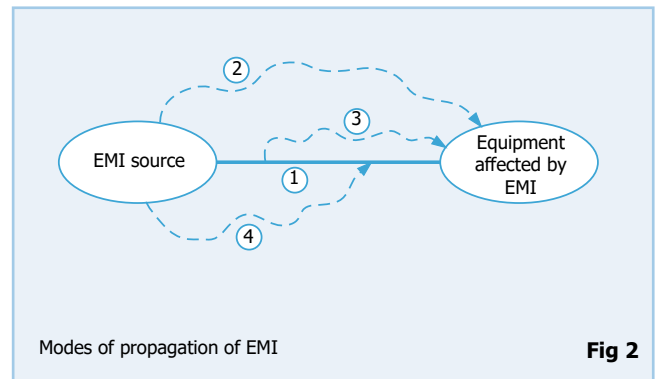 2
3
EMI source
Equipment
affected by
EMI
1
4
Modes of propagation of EMI
Fig 2